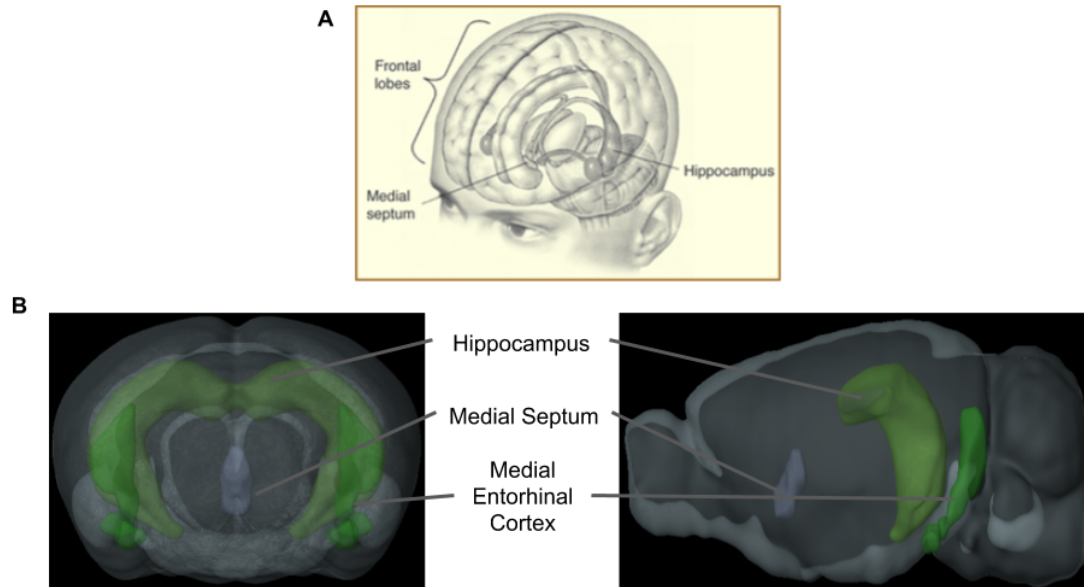 A
Frontal
lobes
Medial
septum
Hippocampus
B
Hippocampus
Medial Septum
Medial
Entorhinal
Cortex